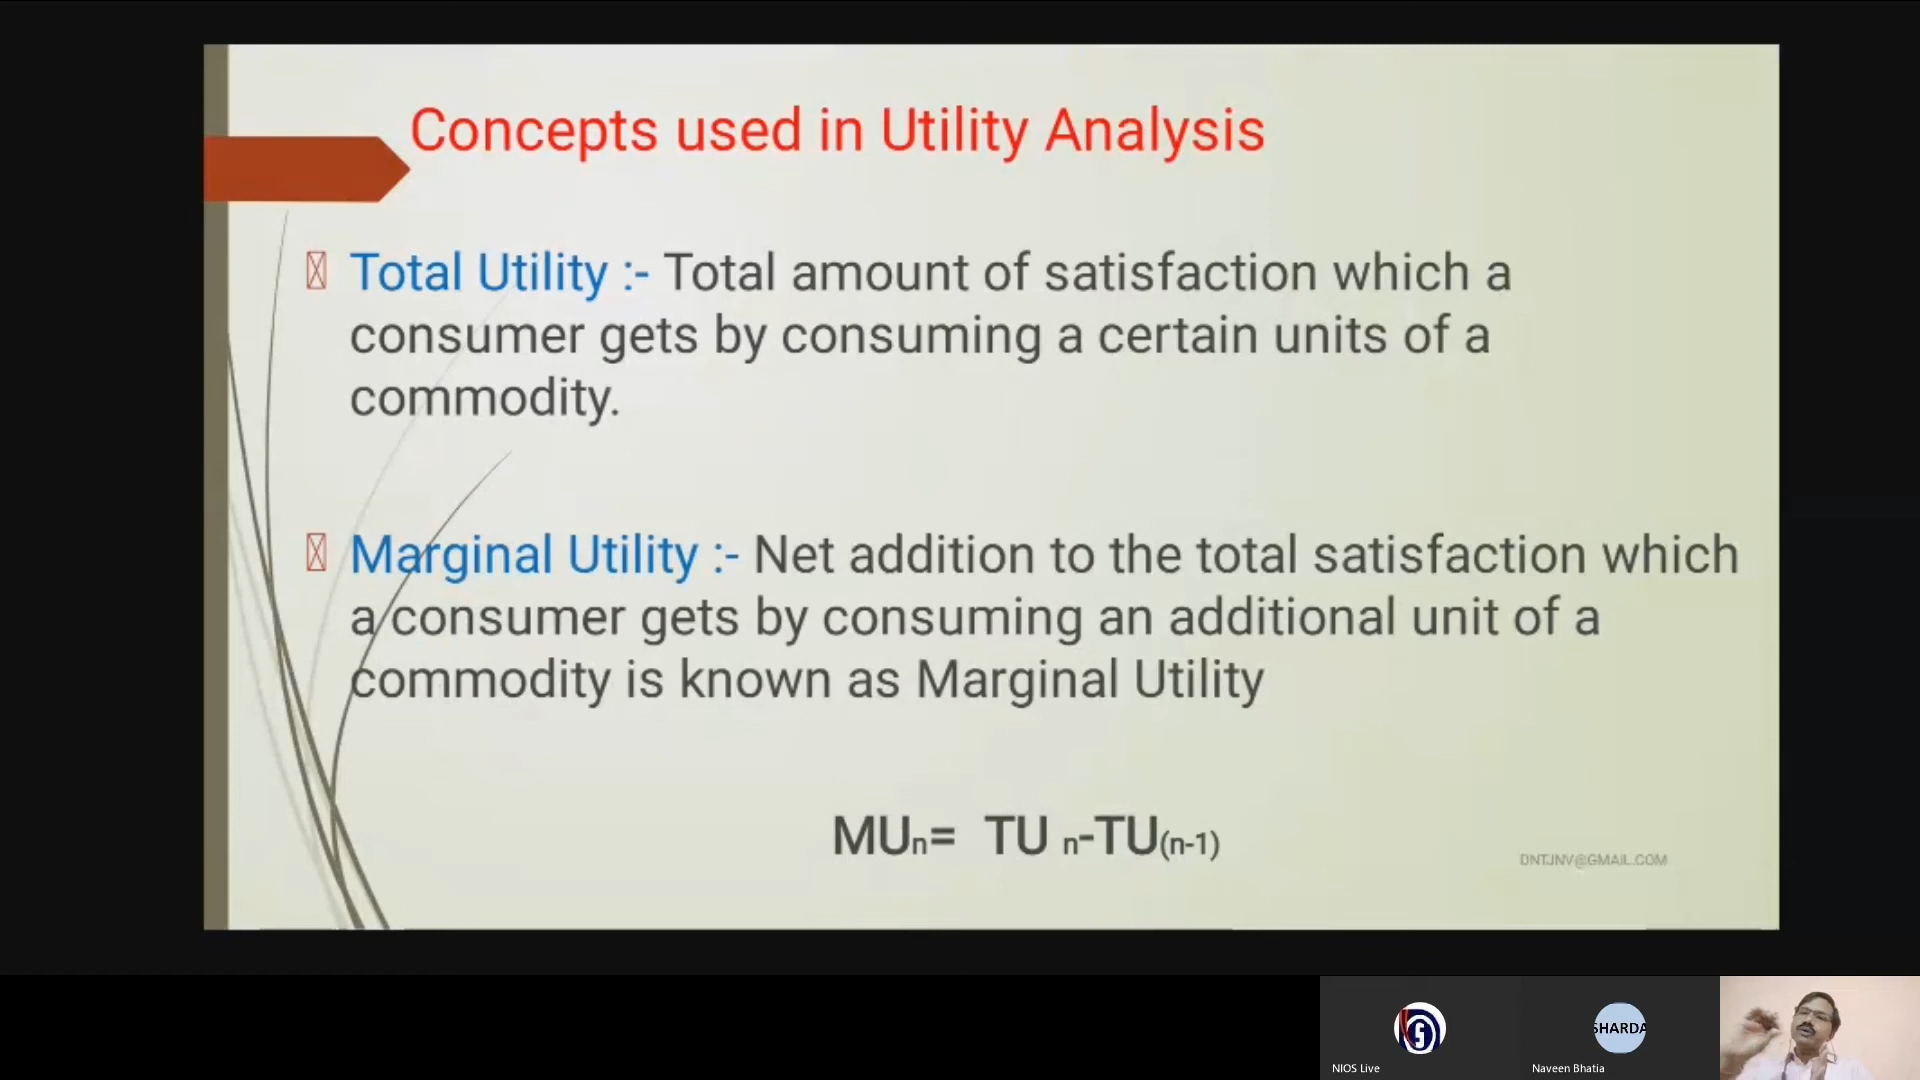 Concepts used in Utility Analysis
Total Utility :- Total amount of satisfaction which a
consumer gets by consuming a certain units of a
commodity.
Marginal Utility :- Net addition to the total satisfaction which
a consumer gets by consuming an additional unit of a
commodity is known as Marginal Utility
MUn= TU n-TU(n-1)
DNTJNV@GMAIL.COM
SHARDA
NIOS Live
Naveen Bhatia